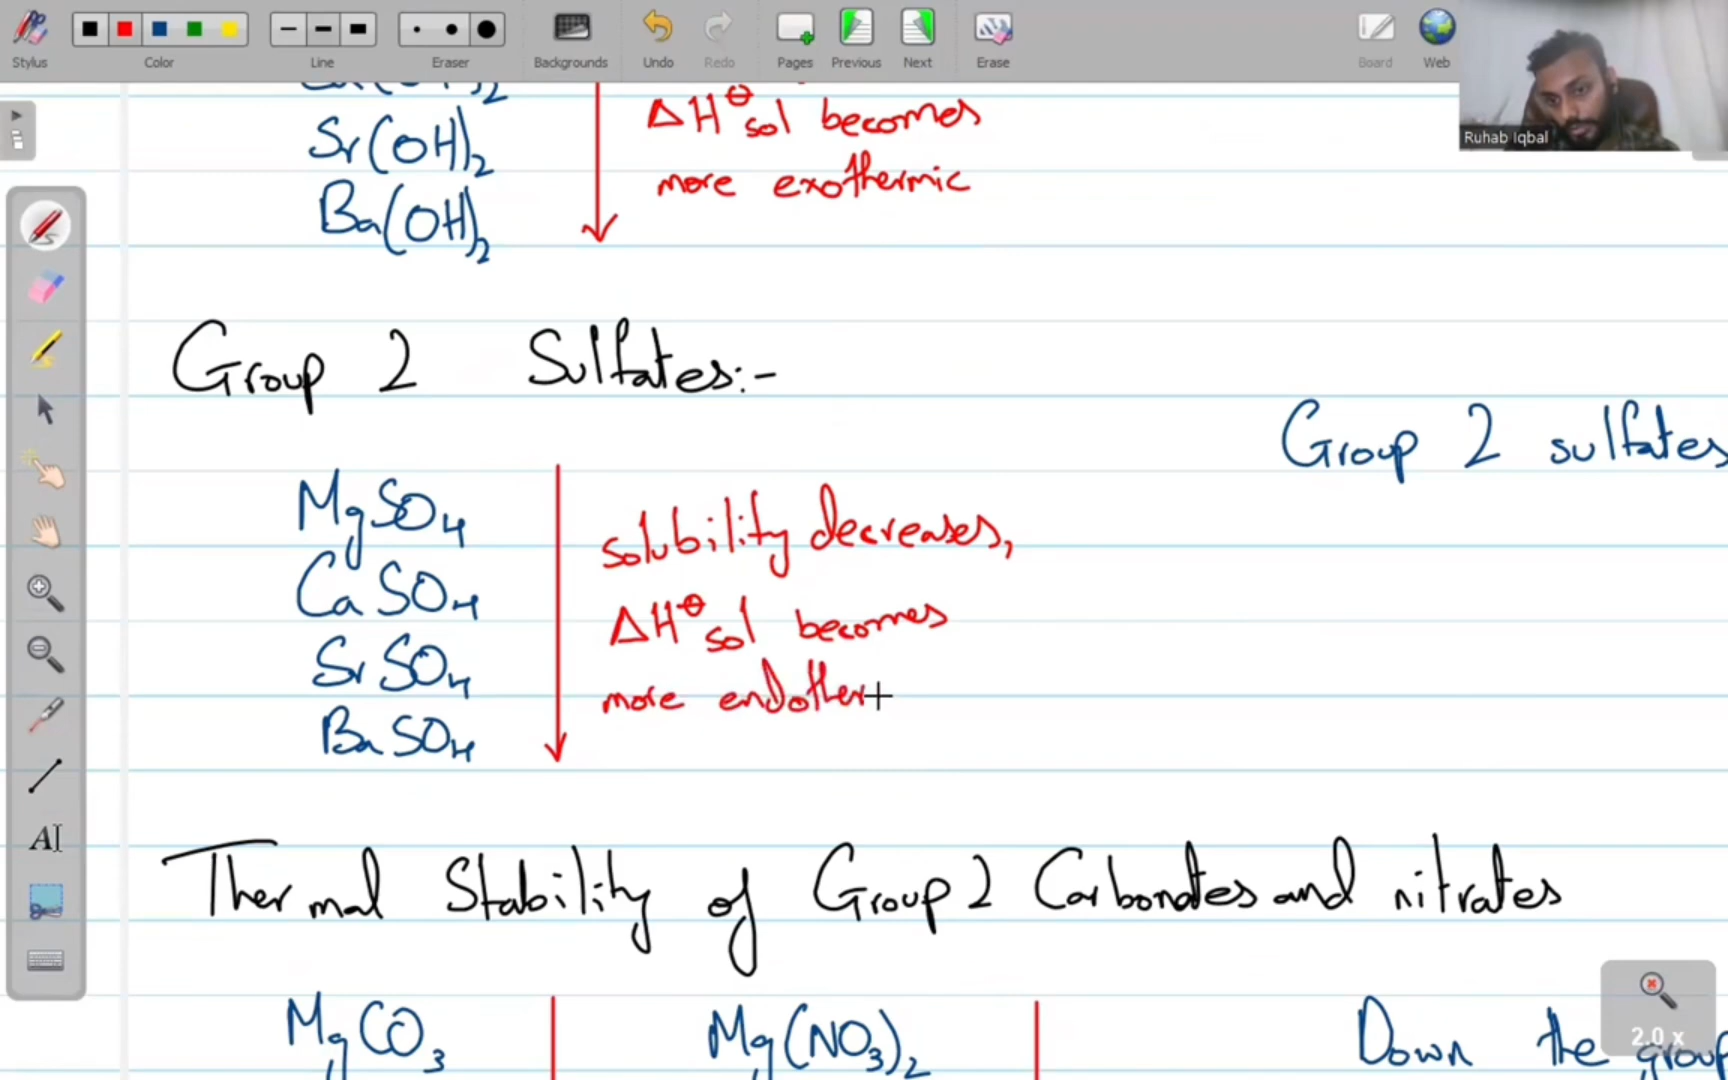 Stylus
Color
Line
Eraser
Backgrounds
Undo
Redo
Pages
Previous
Next
Erase
Board
Web
Ruhab Iqbal
Sr(OH)₂
Ba(OH)₂
ΔH⦵sol becomes
more exothermic
Group 2 Sulfates:-
Group 2 sulfates
MgSO₄
CaSO₄
SrSO₄
BaSO₄
solubility decreases,
ΔH⦵sol becomes
more endother
Thermal Stability of Group 2 Carbonates and nitrates
MgCO₃
Mg(NO₃)₂
Down the group
AI
2.0 x